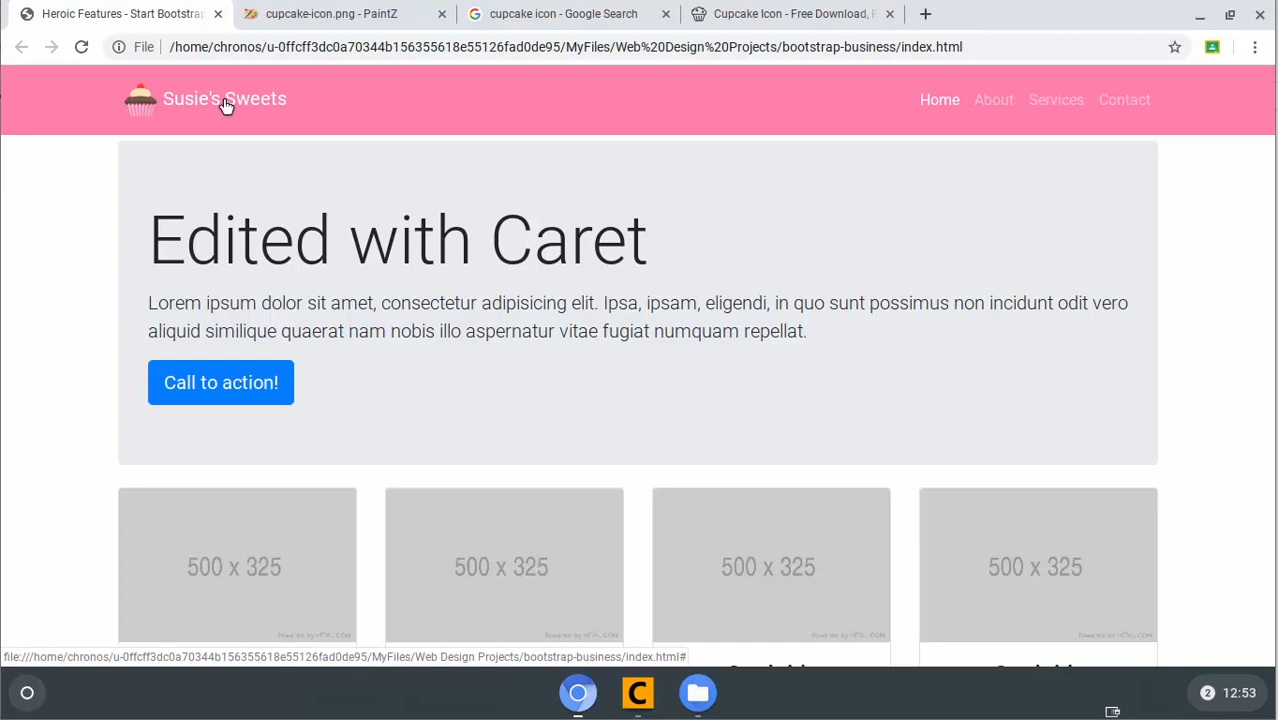 Heroic Features - Start Bootstrap
cupcake-icon.png - PaintZ
cupcake icon - Google Search
Cupcake Icon - Free Download, F
File
/home/chronos/u-0ffcff3dc0a70344b156355618e55126fad0de95/MyFiles/Web%20Design%20Projects/bootstrap-business/index.html
Susie's Sweets
Home About Services Contact
Edited with Caret
Lorem ipsum dolor sit amet, consectetur adipisicing elit. Ipsa, ipsam, eligendi, in quo sunt possimus non incidunt odit vero
aliquid similique quaerat nam nobis illo aspernatur vitae fugiat numquam repellat.
Call to action!
500 x 325
500 x 325
500 x 325
500 x 325
file:///home/chronos/u-0ffcff3dc0a70344b156355618e55126fad0de95/MyFiles/Web Design Projects/bootstrap-business/index.html#
C
2 12:53